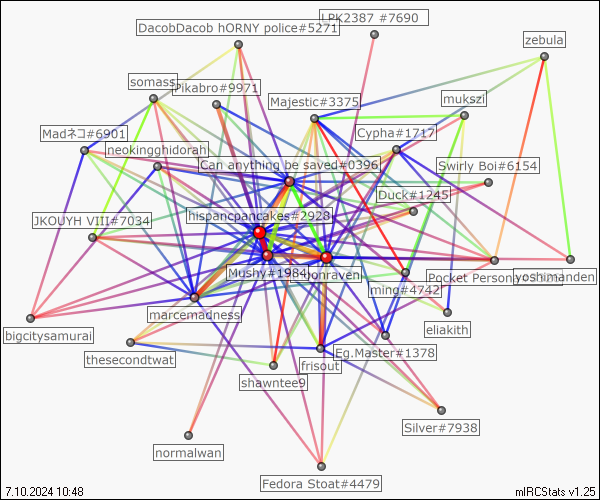 LPK2387 #7690
DacobDacob hORNY police#5271
zebula
somass
Pikabro#9971
Majestic#3375
mukszi
Madネコ#6901
Cypha#1717
neokingghidorah
Can anything be saved#0396
Swirly Boi#6154
Duck#1245
JKOUYH VIII#7034
hispancpancakes#2928
Mushy#1984
onraven
Pocket Person
yoshimanden
ming#4742
marcemadness
eliakith
bigcitysamurai
thesecondtwat
frisout
Eg.Master#1378
shawntee9
Silver#7938
normalwan
Fedora Stoat#4479
7.10.2024 10:48
mIRCStats v1.25